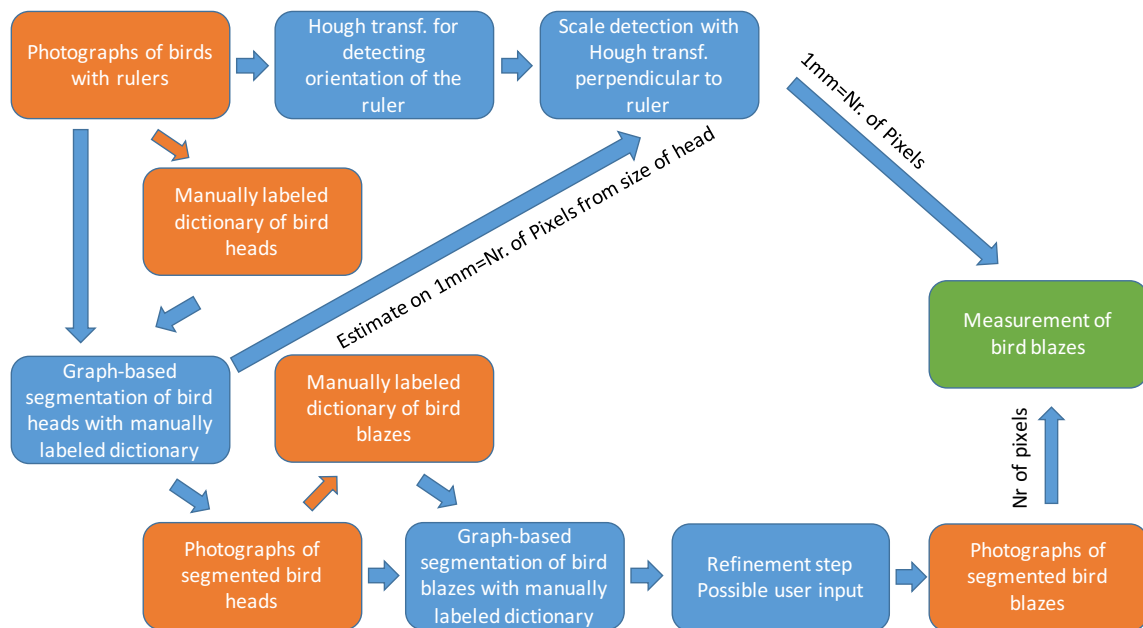 Photographs of birds
with rulers
Hough transf. for
detecting
orientation of the
ruler
Scale detection with
Hough transf.
perpendicular to
ruler
1mm=Nr. of Pixels
Manually labeled
dictionary of bird
heads
Estimate on 1mm=Nr. of Pixels from size of head
Measurement of
bird blazes
Graph-based
segmentation of bird
heads with manually
labeled dictionary
Manually labeled
dictionary of bird
blazes
Nr of pixels
Photographs of
segmented bird
heads
Graph-based
segmentation of bird
blazes with manually
labeled dictionary
Refinement step
Possible user input
Photographs of
segmented bird
blazes